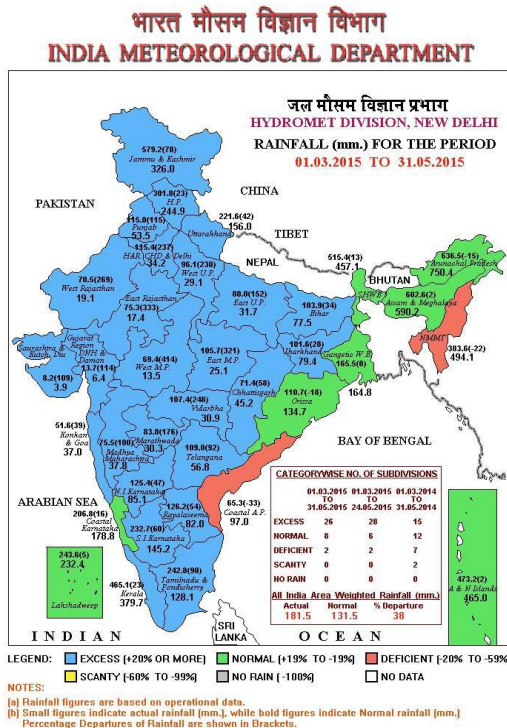 भारत मौसम विज्ञान विभाग
INDIA METEOROLOGICAL DEPARTMENT
जल मौसम विज्ञान प्रभाग
HYDROMET DIVISION, NEW DELHI
RAINFALL (mm.) FOR THE PERIOD
01.03.2015 TO 31.05.2015
579.2(78)
Jammu & Kashmir
326.0
CHINA
PAKISTAN
301.8(23)
H.P.
244.9
115.0(115)
Punjab
53.5
221.6(42)
Uttarakhand
156.0
TIBET
NEPAL
115.4(237)
HAR. CHD & Delhi
34.2
96.1(230)
West U.P.
29.1
515.4(13)
457.1
SHWB
BHUTAN
636.5(-15)
Arunachal Pradesh
750.4
602.6(2)
Assam & Meghalaya
590.2
70.5(269)
West Rajasthan
19.1
East Rajasthan
75.3(333)
17.4
80.0(152)
East U.P.
31.7
103.9(34)
Bihar
77.5
NMMT
383.6(-22)
494.1
Saurashtra &
Kutch, Diu
8.2(109)
3.9
Gujarat
Region
DNH &
Daman
13.7(114)
6.4
69.4(414)
West M.P.
13.5
105.7(321)
East M.P.
25.1
101.6(28)
Jharkhand
79.4
Gangetic W.B.
165.5(0)
164.8
71.4(58)
Chhattisgarh
45.2
110.7(-18)
Orissa
134.7
107.4(248)
Vidarbha
30.9
51.6(39)
Konkan
& Goa
37.0
83.8(176)
Marathwada
30.3
75.5(100)
Madhya
Maharashtra
37.8
109.0(92)
Telangana
56.8
BAY OF BENGAL
ARABIAN SEA
125.4(47)
N.I.Karnataka
85.1
126.2(54)
Rayalaseema
82.0
65.3(-33)
Coastal A.P.
97.0
206.8(16)
Coastal
Karnataka
178.8
232.7(60)
S.I.Karnataka
145.2
243.6(5)
232.4
Lakshadweep
465.1(23)
Kerala
379.7
242.8(90)
Tamilnadu &
Pondicherry
128.1
SRI
LANKA
473.2(2)
A & N Islands
465.0
CATEGORYWISE NO. OF SUBDIVISIONS
01.03.2015 01.03.2015 01.03.2014
TO TO TO
31.05.2015 24.05.2015 31.05.2014
EXCESS 26 28 15
NORMAL 8 6 12
DEFICIENT 2 2 7
SCANTY 0 0 2
NO RAIN 0 0 0
All India Area Weighted Rainfall (mm.)
Actual Normal % Departure
181.5 131.5 38
INDIAN OCEAN
LEGEND: EXCESS (+20% OR MORE) NORMAL (+19% TO -19%) DEFICIENT (-20% TO -59%)
SCANTY (-60% TO -99%) NO RAIN (-100%) NO DATA
NOTES:
(a) Rainfall figures are based on operational data.
(b) Small figures indicate actual rainfall (mm.), while bold figures indicate Normal rainfall (mm.)
Percentage Departures of Rainfall are shown in Brackets.